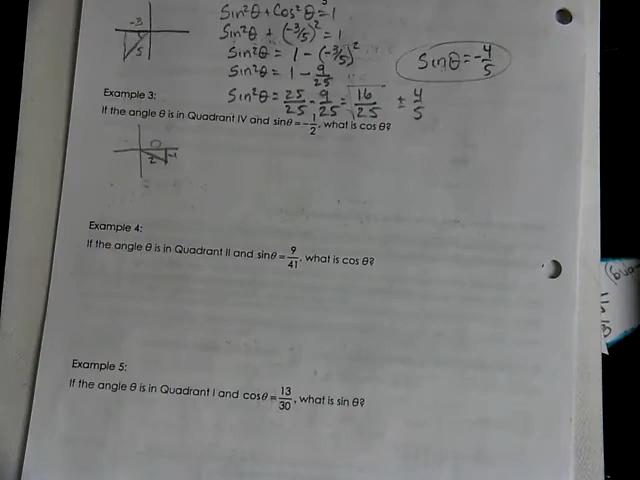 -3
5
Sin²θ + Cos²θ = 1
Sin²θ + (-3/5)² = 1
Sin²θ = 1 - (-3/5)²
Sin²θ = 1 - 9/25
Sin²θ = 25/25 - 9/25 = √16/25 ± 4/5
Sinθ = -4/5
Example 3:
If the angle θ is in Quadrant IV and sinθ = -1/2, what is cos θ?
2 -1
Example 4:
If the angle θ is in Quadrant II and sinθ = 9/41, what is cos θ?
Example 5:
If the angle θ is in Quadrant I and cosθ = 13/30, what is sin θ?